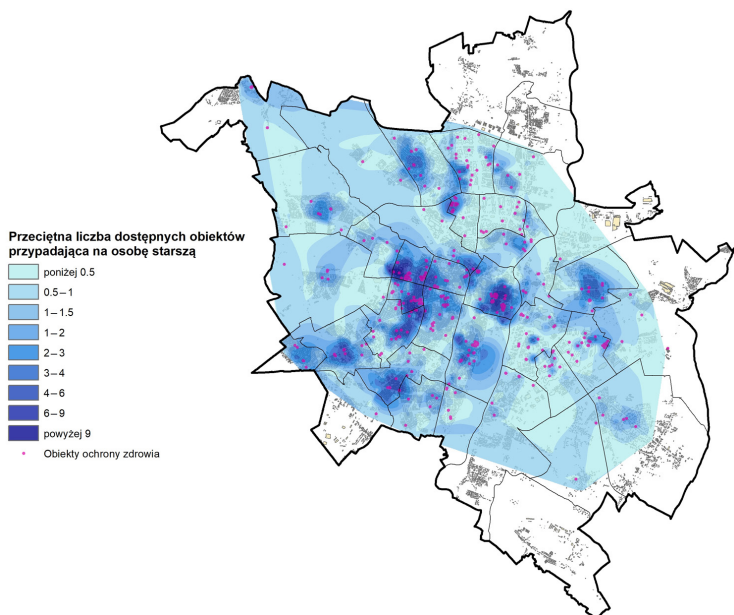 Przeciętna liczba dostępnych obiektów
przypadająca na osobę starszą
poniżej 0.5
0.5–1
1–1.5
1–2
2–3
3–4
4–6
6–9
powyżej 9
Obiekty ochrony zdrowia